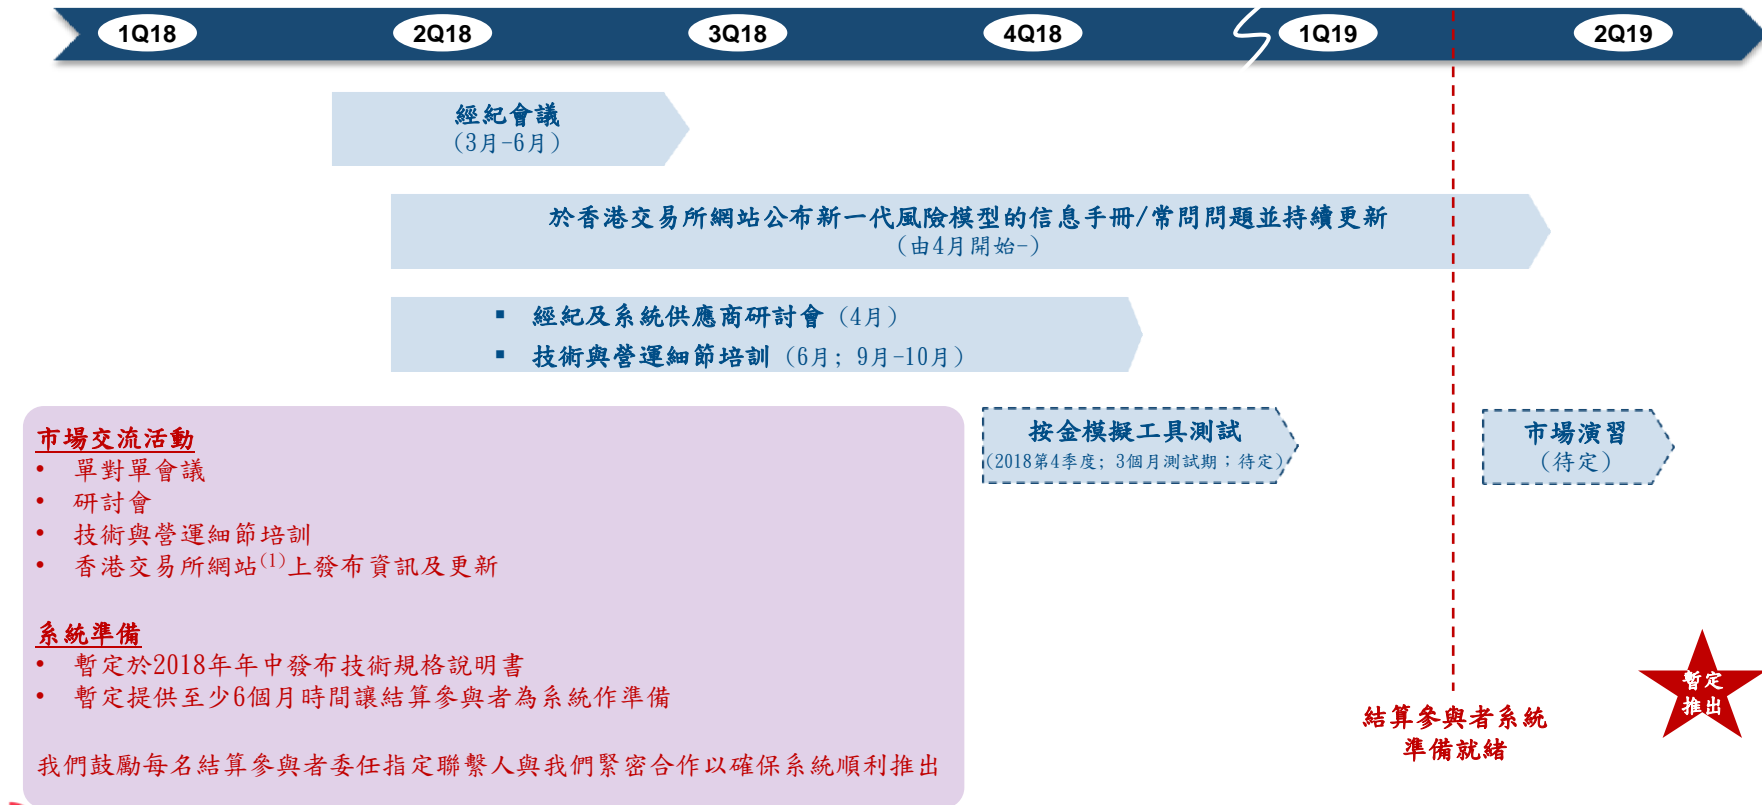 1Q18
2Q18
3Q18
4Q18
1Q19
2Q19
經紀會議
(3月-6月)
於香港交易所網站公布新一代風險模型的信息手冊/常問問題並持續更新
(由4月開始-)
▪ 經紀及系統供應商研討會 (4月)
▪ 技術與營運細節培訓 (6月; 9月-10月)
按金模擬工具測試
(2018第4季度; 3個月測試期；待定)
市場演習
(待定)
市場交流活動
• 單對單會議
• 研討會
• 技術與營運細節培訓
• 香港交易所網站(1)上發布資訊及更新
系統準備
• 暫定於2018年年中發布技術規格說明書
• 暫定提供至少6個月時間讓結算參與者為系統作準備
我們鼓勵每名結算參與者委任指定聯繫人與我們緊密合作以確保系統順利推出
結算參與者系統
準備就緒
暫定
推出